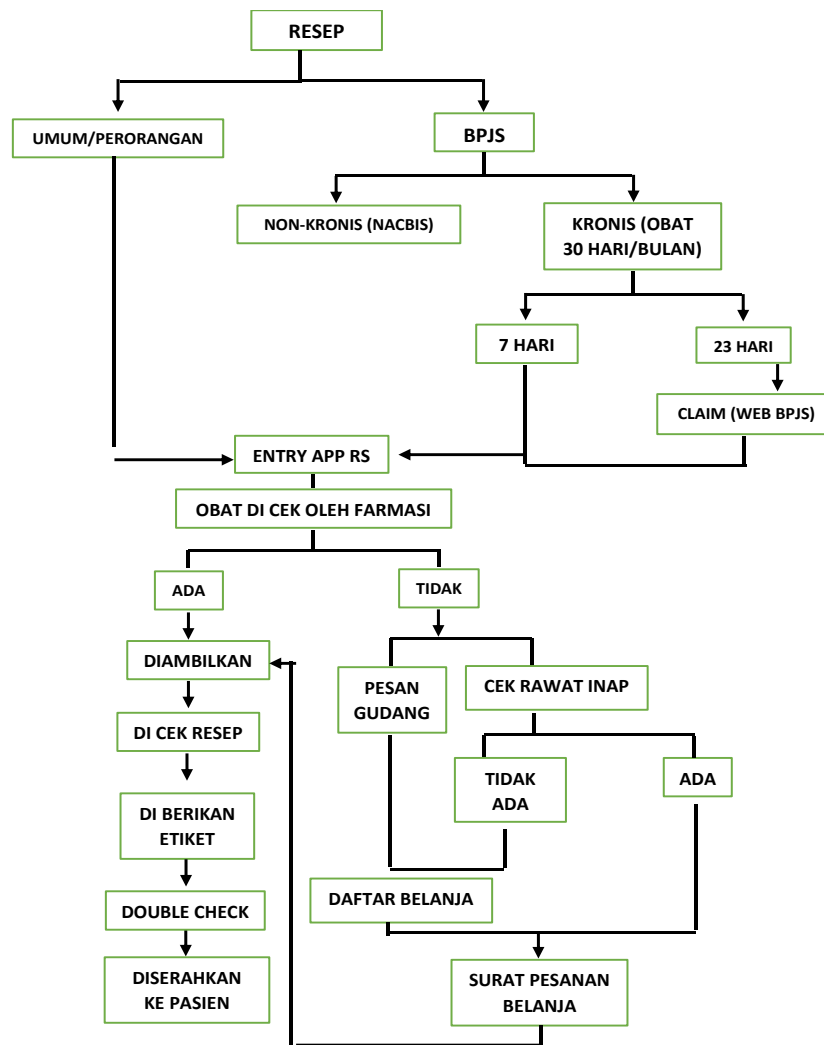 RESEP
UMUM/PERORANGAN
BPJS
NON-KRONIS (NACBIS)
KRONIS (OBAT
30 HARI/BULAN)
7 HARI
23 HARI
CLAIM (WEB BPJS)
ENTRY APP RS
OBAT DI CEK OLEH FARMASI
ADA
TIDAK
DIAMBILKAN
PESAN
GUDANG
CEK RAWAT INAP
DI CEK RESEP
TIDAK
ADA
ADA
DI BERIKAN
ETIKET
DAFTAR BELANJA
DOUBLE CHECK
DISERAHKAN
KE PASIEN
SURAT PESANAN
BELANJA